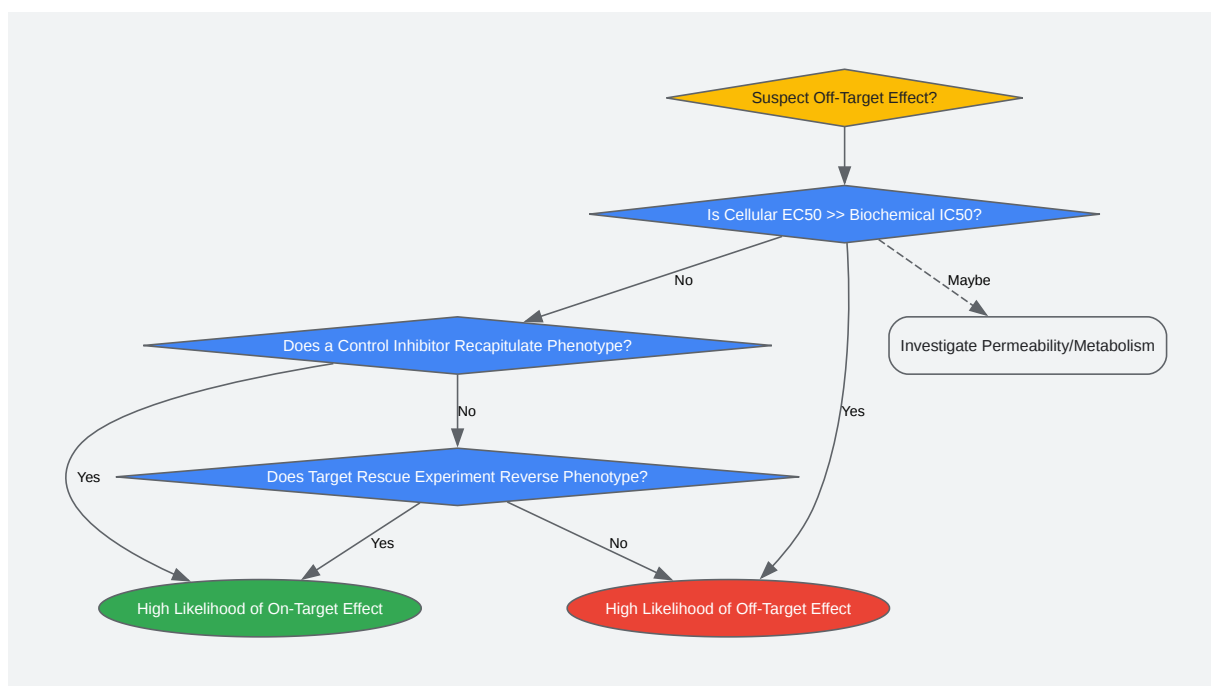 Suspect Off-Target Effect?
Is Cellular EC50 >> Biochemical IC50?
No
Maybe
Does a Control Inhibitor Recapitulate Phenotype?
Investigate Permeability/Metabolism
No
Yes
Yes
Does Target Rescue Experiment Reverse Phenotype?
Yes
No
High Likelihood of On-Target Effect
High Likelihood of Off-Target Effect